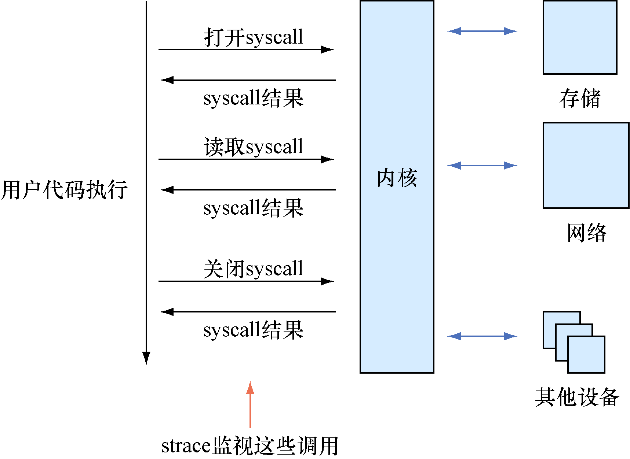 打开syscall
syscall结果
存储
读取syscall
内核
用户代码执行
syscall结果
网络
关闭syscall
syscall结果
其他设备
strace监视这些调用